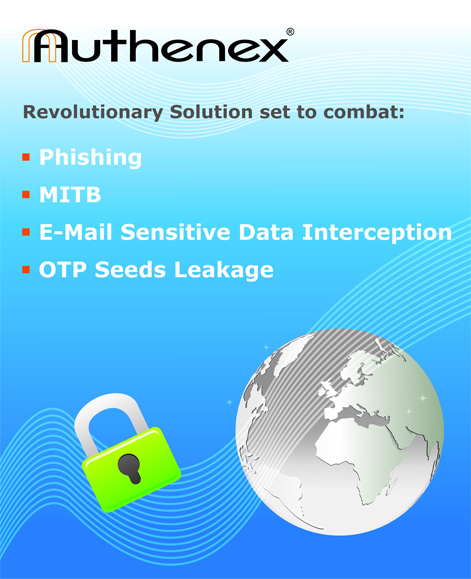 Authenex®
Revolutionary Solution set to combat:
Phishing
MITB
E-Mail Sensitive Data Interception
OTP Seeds Leakage